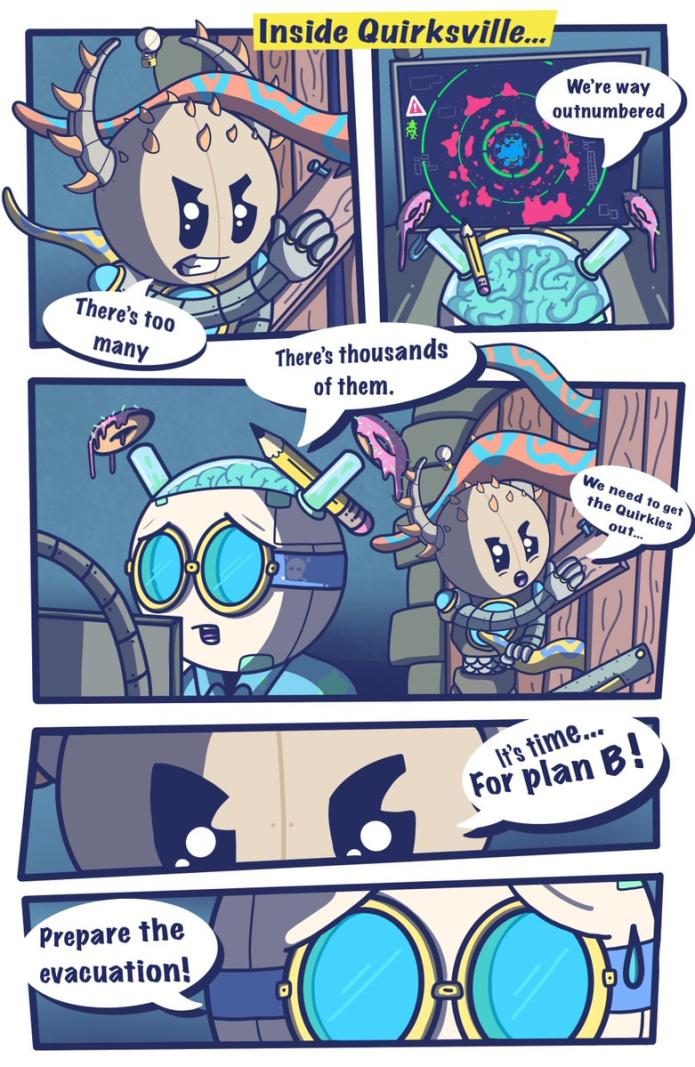 Inside Quirksville...
We're way
outnumbered
There's too
many
There's thousands
of them.
We need to get
the Quirkies
out...
It's time...
For plan B!
Prepare the
evacuation!